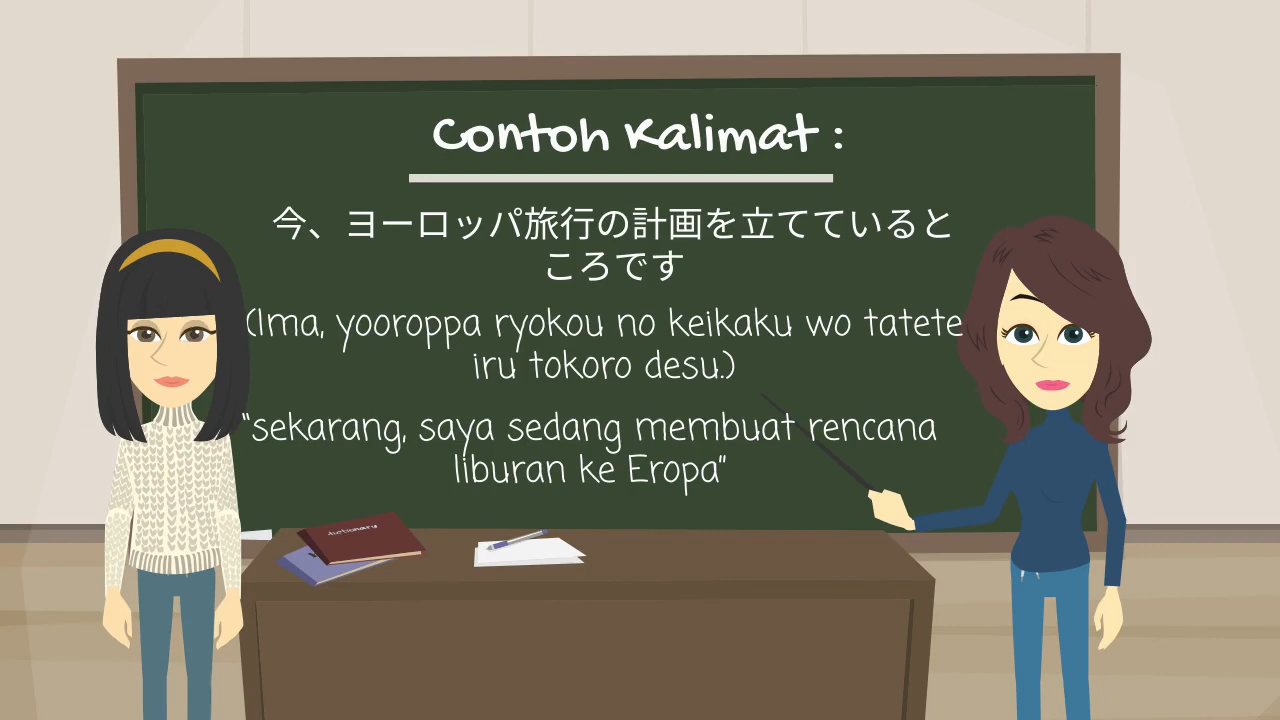 Contoh Kalimat :
今、ヨーロッパ旅行の計画を立てていると
ころです
(Ima, yooroppa ryokou no keikaku wo tatete
iru tokoro desu.)
"sekarang, saya sedang membuat rencana
liburan ke Eropa"
dictionary